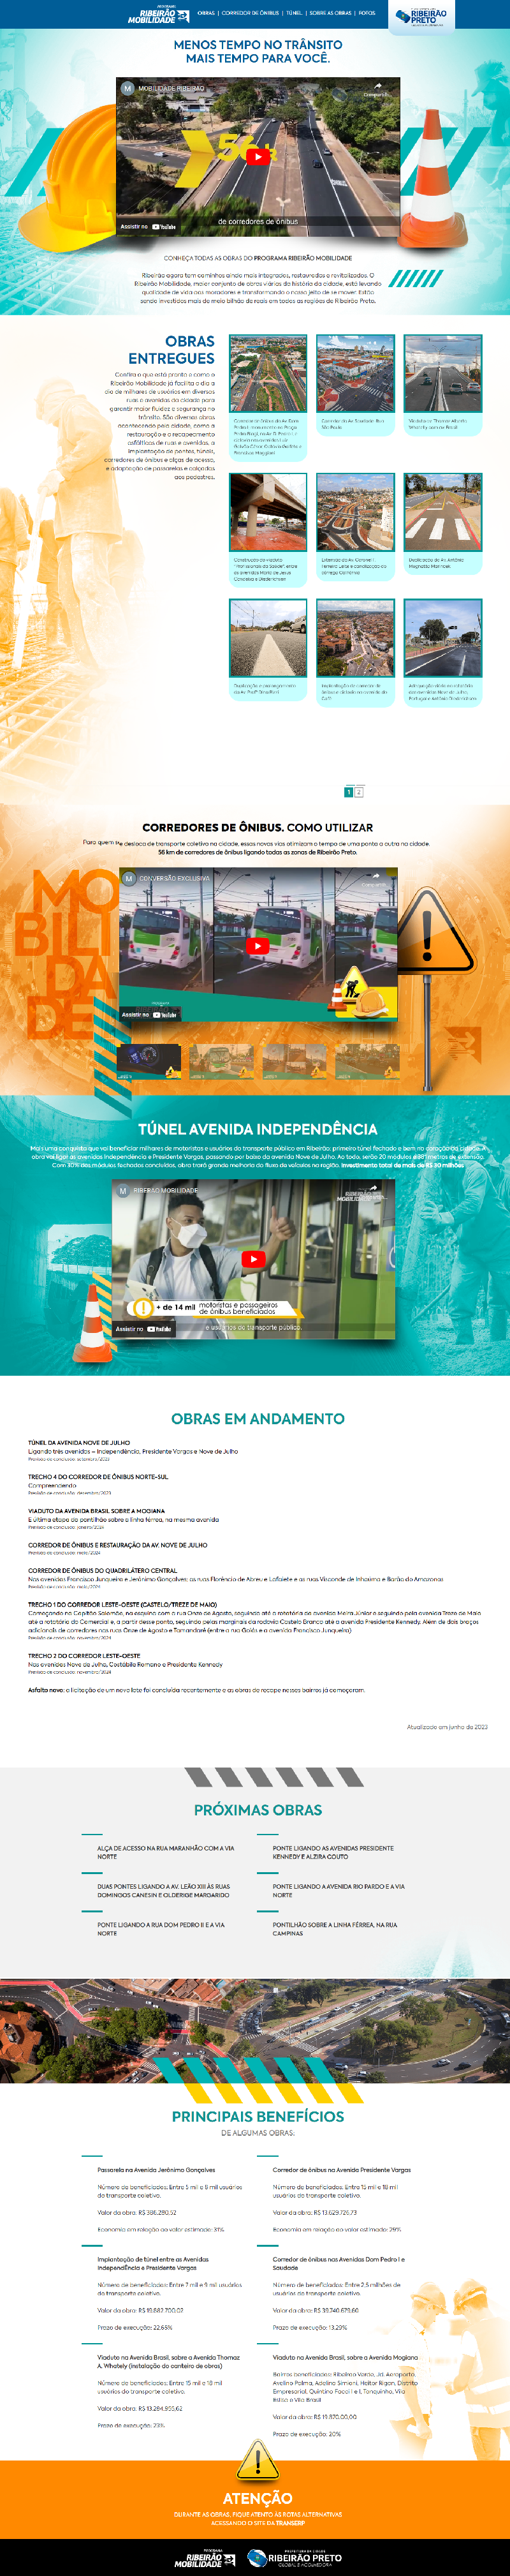 PROGRAMA
RIBEIRÃO
MOBILIDADE
OBRAS | CORREDOR DE ÔNIBUS | TÚNEL | SOBRE AS OBRAS | FOTOS
RIBEIRÃO
PRETO
MENOS TEMPO NO TRÂNSITO
MAIS TEMPO PARA VOCÊ.
M MOBILIDADE RIBEIRÃO
56
de corredores de ônibus
Assistir no YouTube
CONHEÇA TODAS AS OBRAS DO PROGRAMA RIBEIRÃO MOBILIDADE
Ribeirão agora tem caminhos ainda mais integrados, restaurados e revitalizados. O
Ribeirão Mobilidade, maior conjunto de obras viárias da história da cidade, está levando
qualidade de vida aos moradores e transformando o nosso jeito de se mover. Estão
sendo investidos mais de meio bilhão de reais em todas as regiões de Ribeirão Preto.
OBRAS
ENTREGUES
Confira o que está pronto e como o
Ribeirão Mobilidade já facilita o dia a
dia de milhares de usuários em diversas
ruas e avenidas da cidade para
garantir maior fluidez e segurança no
trânsito. São diversas obras
acontecendo pela cidade, como a
restauração e o recapeamento
asfálticos de ruas e avenidas, a
implantação de pontes, túneis,
corredores de ônibus e alças de acesso,
e adaptação de passarelas e calçadas
aos pedestres.
1 2
CORREDORES DE ÔNIBUS. COMO UTILIZAR
Para quem se desloca de transporte coletivo na cidade, essas novas vias otimizam o tempo de uma ponta a outra na cidade.
56 km de corredores de ônibus ligando todas as zonas de Ribeirão Preto.
MO
BILI
DA
DE
M CONVERSÃO EXCLUSIVA
Assistir no YouTube
TÚNEL AVENIDA INDEPENDÊNCIA
Mais uma conquista que vai beneficiar milhares de motoristas e usuários do transporte público em Ribeirão: primeiro túnel fechado e bem no coração da cidade. A
obra vai ligar as avenidas Independência e Presidente Vargas, passando por baixo da avenida Nove de Julho. Ao todo, serão 20 módulos e
Com 30% dos módulos fechados concluídos, obra trará grande melhoria do fluxo de veículos na região. Investimento total de mais de R$ 30 milhões
M RIBEIRÃO MOBILIDADE
+ de 14 mil motoristas e passageiros
de ônibus beneficiados
e usuários do transporte público.
Assistir no YouTube
OBRAS EM ANDAMENTO
TÚNEL DA AVENIDA NOVE DE JULHO
Ligando três avenidas – Independência, Presidente Vargas e Nove de Julho
Previsão de conclusão: setembro/2023
TRECHO 4 DO CORREDOR DE ÔNIBUS NORTE-SUL
Compreendendo
Previsão de conclusão: dezembro/2023
VIADUTO DA AVENIDA BRASIL SOBRE A MOGIANA
E última etapa do pontilhão sobre a linha férrea, na mesma avenida
Previsão de conclusão: janeiro/2024
CORREDOR DE ÔNIBUS E RESTAURAÇÃO DA AV. NOVE DE JULHO
Previsão de conclusão: maio/2024
CORREDOR DE ÔNIBUS DO QUADRILÁTERO CENTRAL
Nas avenidas Francisco Junqueira e Jerônimo Gonçalves; as ruas Florêncio de Abreu e Lafaiete e as ruas Visconde de Inhaúma e Barão do Amazonas
TRECHO 1 DO CORREDOR LESTE-OESTE (CASTELO/TREZE DE MAIO)
Começando na Capitão Salomão, na esquina com a rua Onze de Agosto, seguindo até a rotatória da avenida Meira Júnior e seguindo pela avenida Treze de Maio
até a rotatória do Comercial e, a partir desse ponto, seguindo pelas marginais da rodovia Castelo Branco até a avenida Presidente Kennedy. Alem de dois braços
adicionais de corredores nas ruas Onze de Agosto e Tamandaré (entre a rua Goiás e a avenida Francisco Junqueira)
Previsão de conclusão: novembro/2024
TRECHO 2 DO CORREDOR LESTE-OESTE
Nas avenidas Nove de Julho, Costábile Romano e Presidente Kennedy
Previsão de conclusão: novembro/2024
Asfalto novo: a licitação de um novo lote foi concluída recentemente e as obras de recape nesses bairros já começaram.
Atualizado em junho de 2023
PRÓXIMAS OBRAS
ALÇA DE ACESSO NA RUA MARANHÃO COM A VIA
NORTE
PONTE LIGANDO AS AVENIDAS PRESIDENTE
KENNEDY E ALZIRA COUTO
DUAS PONTES LIGANDO A AV. LEÃO XIII ÀS RUAS
DOMINGOS CANESIN E OLDERIGE MARGARIDO
PONTE LIGANDO A AVENIDA RIO PARDO E A VIA
NORTE
PONTE LIGANDO A RUA DOM PEDRO II E A VIA
NORTE
PONTILHÃO SOBRE A LINHA FÉRREA, NA RUA
CAMPINAS
PRINCIPAIS BENEFÍCIOS
DE ALGUMAS OBRAS:
Passarela na Avenida Jerônimo Gonçalves
Número de beneficiados: Entre 5 mil e 6 mil usuários
do transporte coletivo.
Valor da obra: R$ 386.280,52
Economia em relação ao valor estimado: 31%
Corredor de ônibus na Avenida Presidente Vargas
Número de beneficiados: Entre 15 mil e 18 mil
usuários do transporte coletivo.
Valor da obra: R$ 13.629.726,73
Economia em relação ao valor estimado: 29%
Implantação de túnel entre as Avenidas
Independência e Presidente Vargas
Número de beneficiados: Entre 7 mil e 9 mil usuários
do transporte coletivo.
Valor da obra: R$ 19.882.700,02
Prazo de execução: 22,65%
Corredor de ônibus nas Avenidas Dom Pedro I e
Saudade
Número de beneficiados: Entre 2,5 milhões de
usuários do transporte coletivo.
Valor da obra: R$ 39.740.679,60
Prazo de execução: 13,29%
Viaduto na Avenida Brasil, sobre a Avenida Thomaz
A. Whately (instalação do canteiro de obras)
Número de beneficiados: Entre 15 mil e 18 mil
usuários do transporte coletivo.
Valor da obra: R$ 13.284.955,62
Prazo de execução: 23%
Viaduto na Avenida Brasil, sobre a Avenida Mogiana
Bairros beneficiados: Ribeirão Verde, Jd. Aeroporto,
Avelino Palma, Adelino Simioni, Heitor Rigon, Distrito
Empresarial, Quintino Facci I e II, Tanquinho, Vila
Elisa e Vila Brasil
Valor da obra: R$ 19.870.00,00
Prazo de execução: 20%
ATENÇÃO
DURANTE AS OBRAS, FIQUE ATENTO ÀS ROTAS ALTERNATIVAS
ACESSANDO O SITE DA TRANSERP
PROGRAMA
RIBEIRÃO
MOBILIDADE
RIBEIRÃO PRETO
GLOBAL E ACOLHEDORA